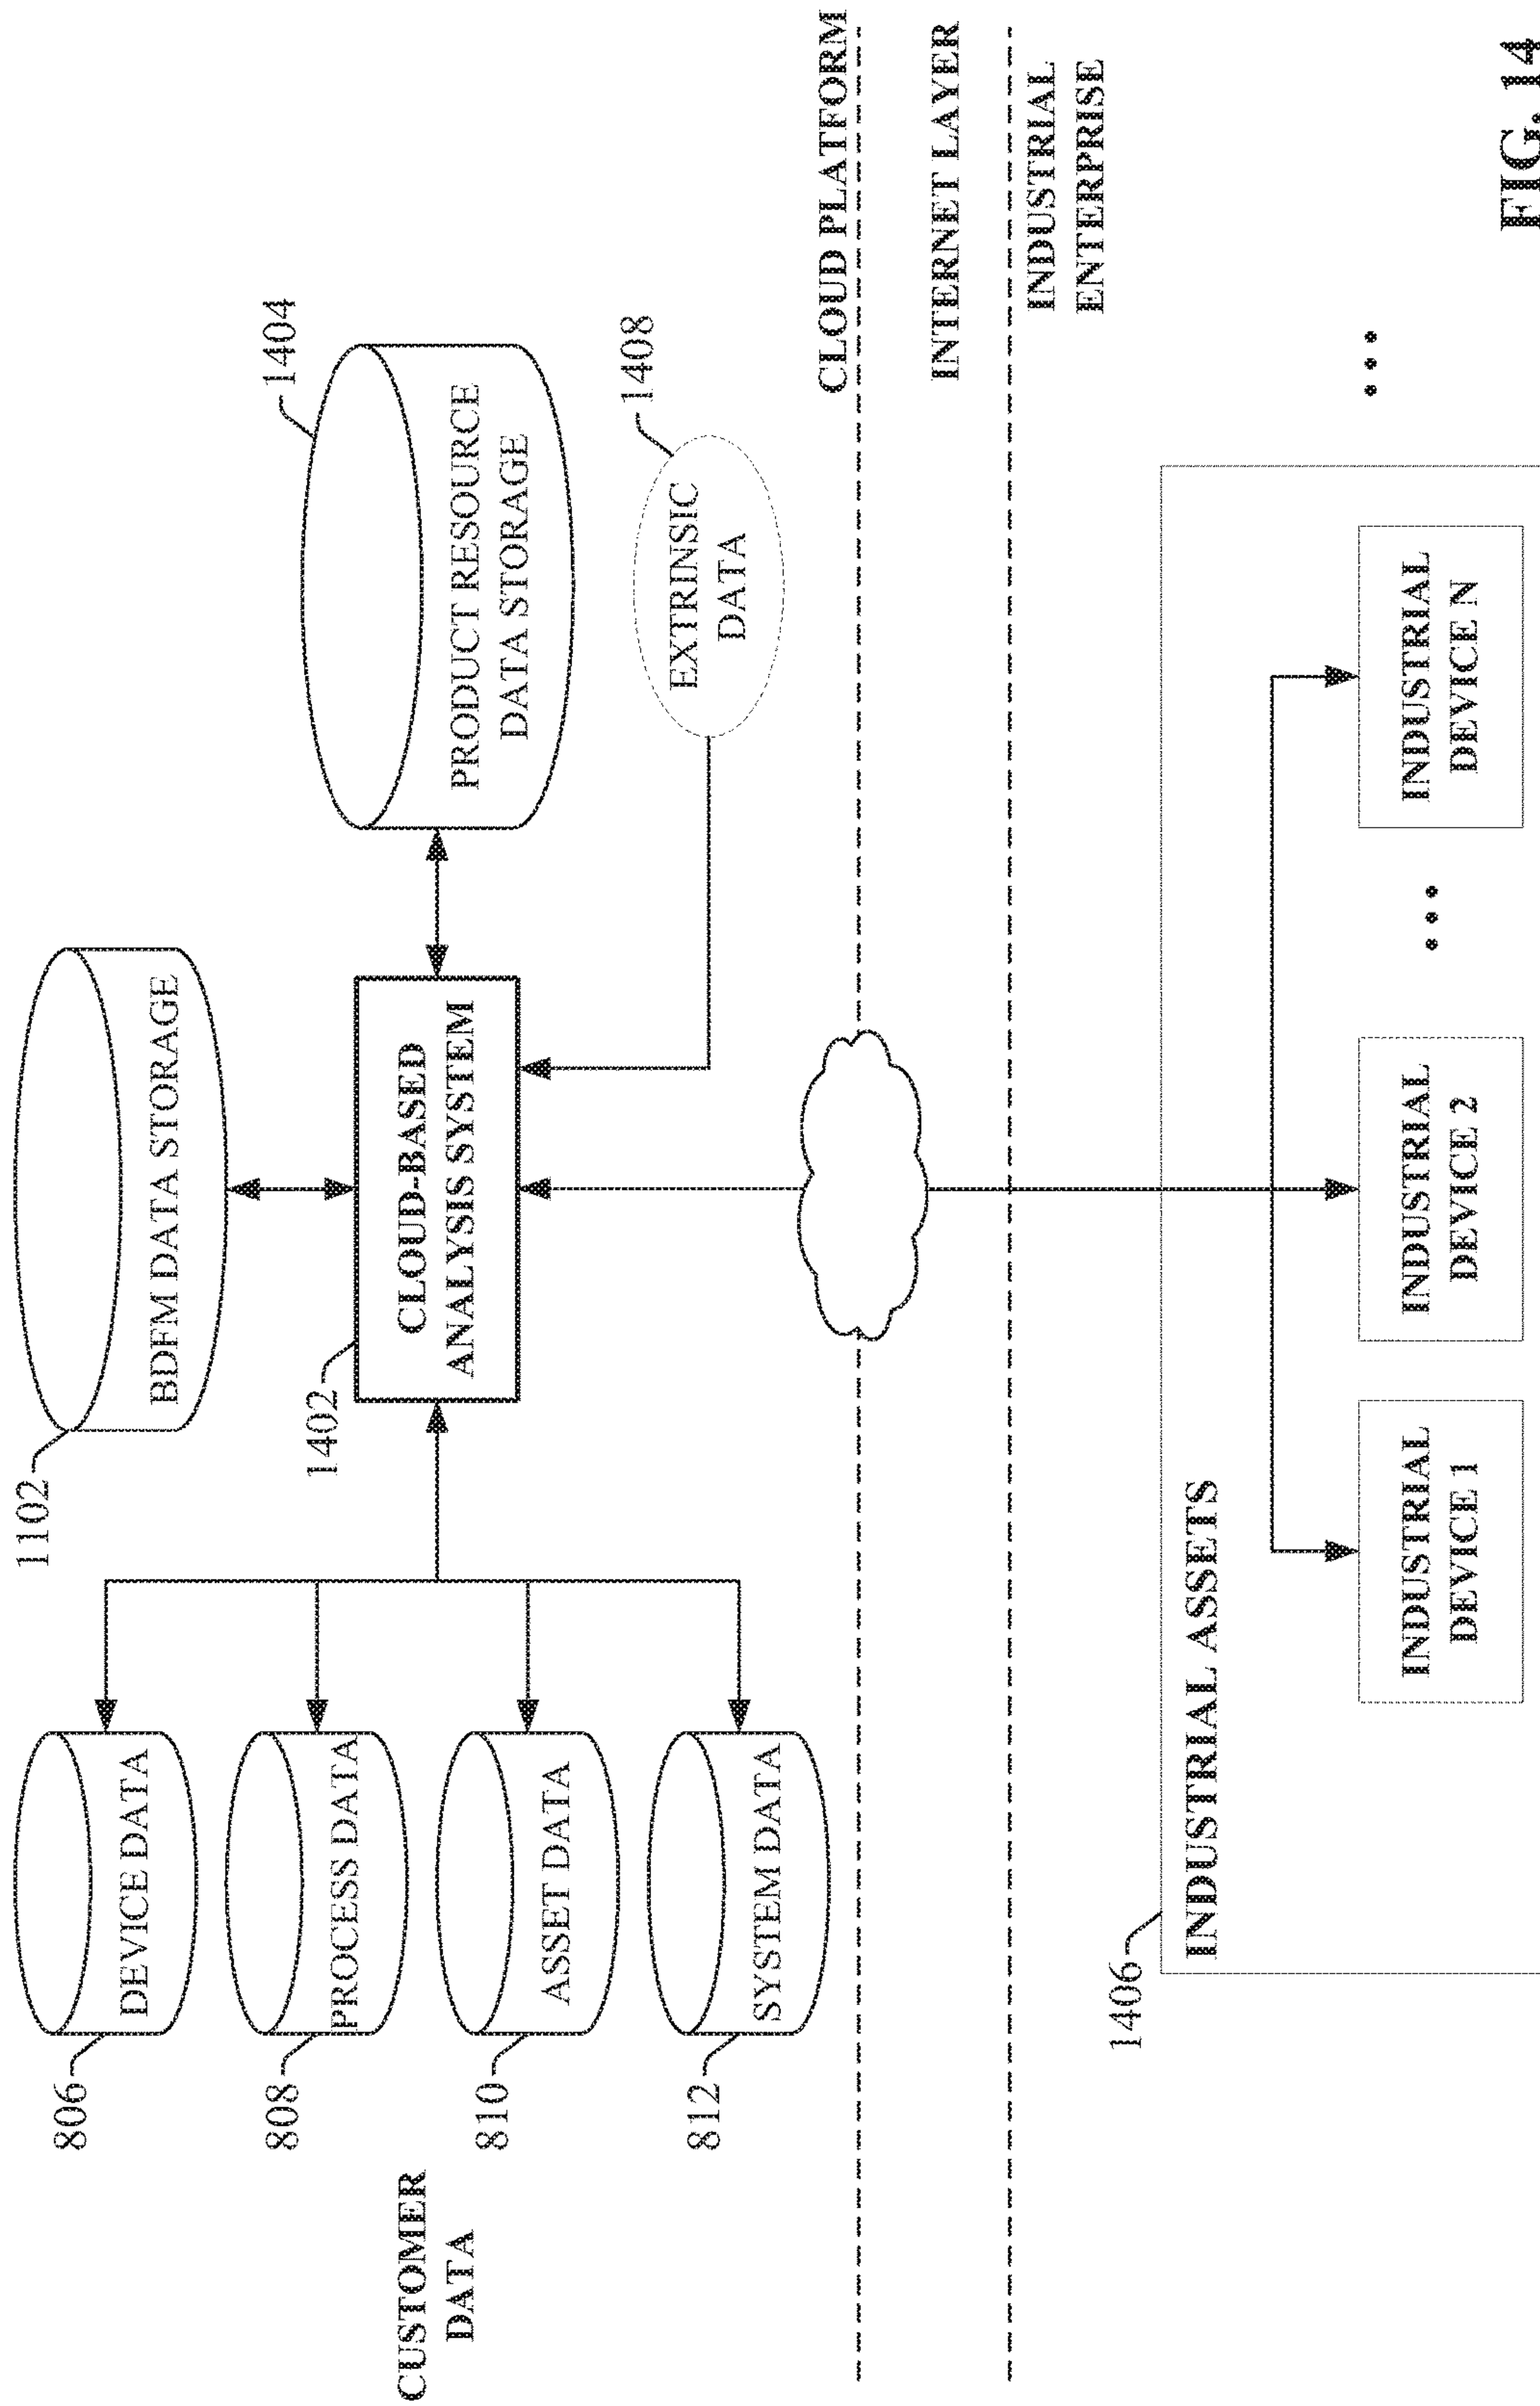 1102
BDFM DATA STORAGE
806
DEVICE DATA
808
PROCESS DATA
810
ASSET DATA
812
SYSTEM DATA
CUSTOMER
DATA
1402
CLOUD-BASED
ANALYSIS SYSTEM
1404
PRODUCT RESOURCE
DATA STORAGE
1408
EXTRINSIC
DATA
CLOUD PLATFORM
INTERNET LAYER
INDUSTRIAL
ENTERPRISE
1406
INDUSTRIAL ASSETS
INDUSTRIAL
DEVICE 1
INDUSTRIAL
DEVICE 2
...
INDUSTRIAL
DEVICE N
...
FIG. 14